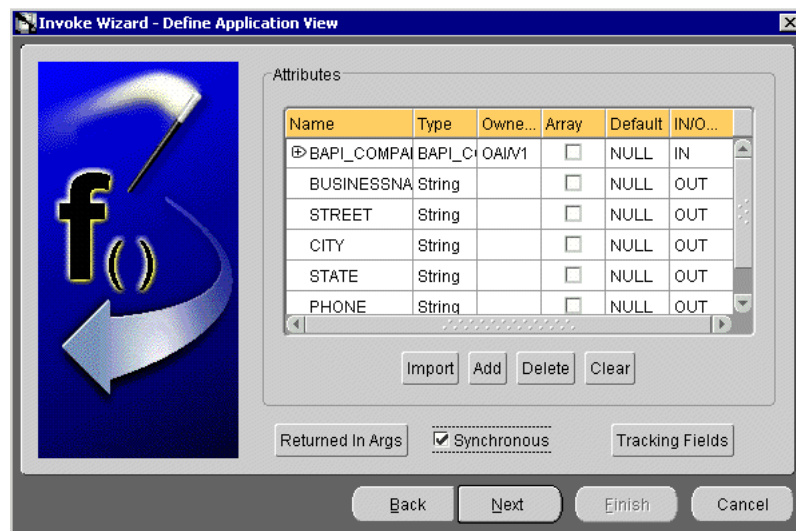 Invoke Wizard - Define Application View
Attributes
Name Type Owne... Array Default IN/O...
BAPI_COMPAI BAPI_C OAI/V1 NULL IN
BUSINESSNA String NULL OUT
STREET String NULL OUT
CITY String NULL OUT
STATE String NULL OUT
PHONE String NULL OUT
Import Add Delete Clear
Returned In Args Synchronous Tracking Fields
Back Next Finish Cancel
f()